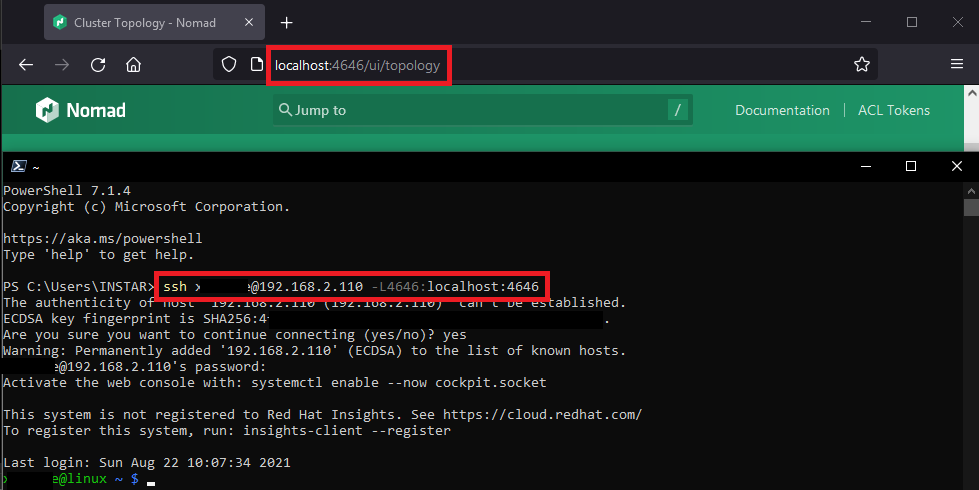 Cluster Topology - Nomad
localhost:4646/ui/topology
Nomad
Jump to
/
Documentation
ACL Tokens
~
PowerShell 7.1.4
Copyright (c) Microsoft Corporation.
https://aka.ms/powershell
Type 'help' to get help.
PS C:\Users\INSTAR> ssh x e@192.168.2.110 -L4646:localhost:4646
The authenticity of host '192.168.2.110 (192.168.2.110)' can't be established.
ECDSA key fingerprint is SHA256:4 .
Are you sure you want to continue connecting (yes/no)? yes
Warning: Permanently added '192.168.2.110' (ECDSA) to the list of known hosts.
e@192.168.2.110's password:
Activate the web console with: systemctl enable --now cockpit.socket
This system is not registered to Red Hat Insights. See https://cloud.redhat.com/
To register this system, run: insights-client --register
Last login: Sun Aug 22 10:07:34 2021
e@linux ~ $